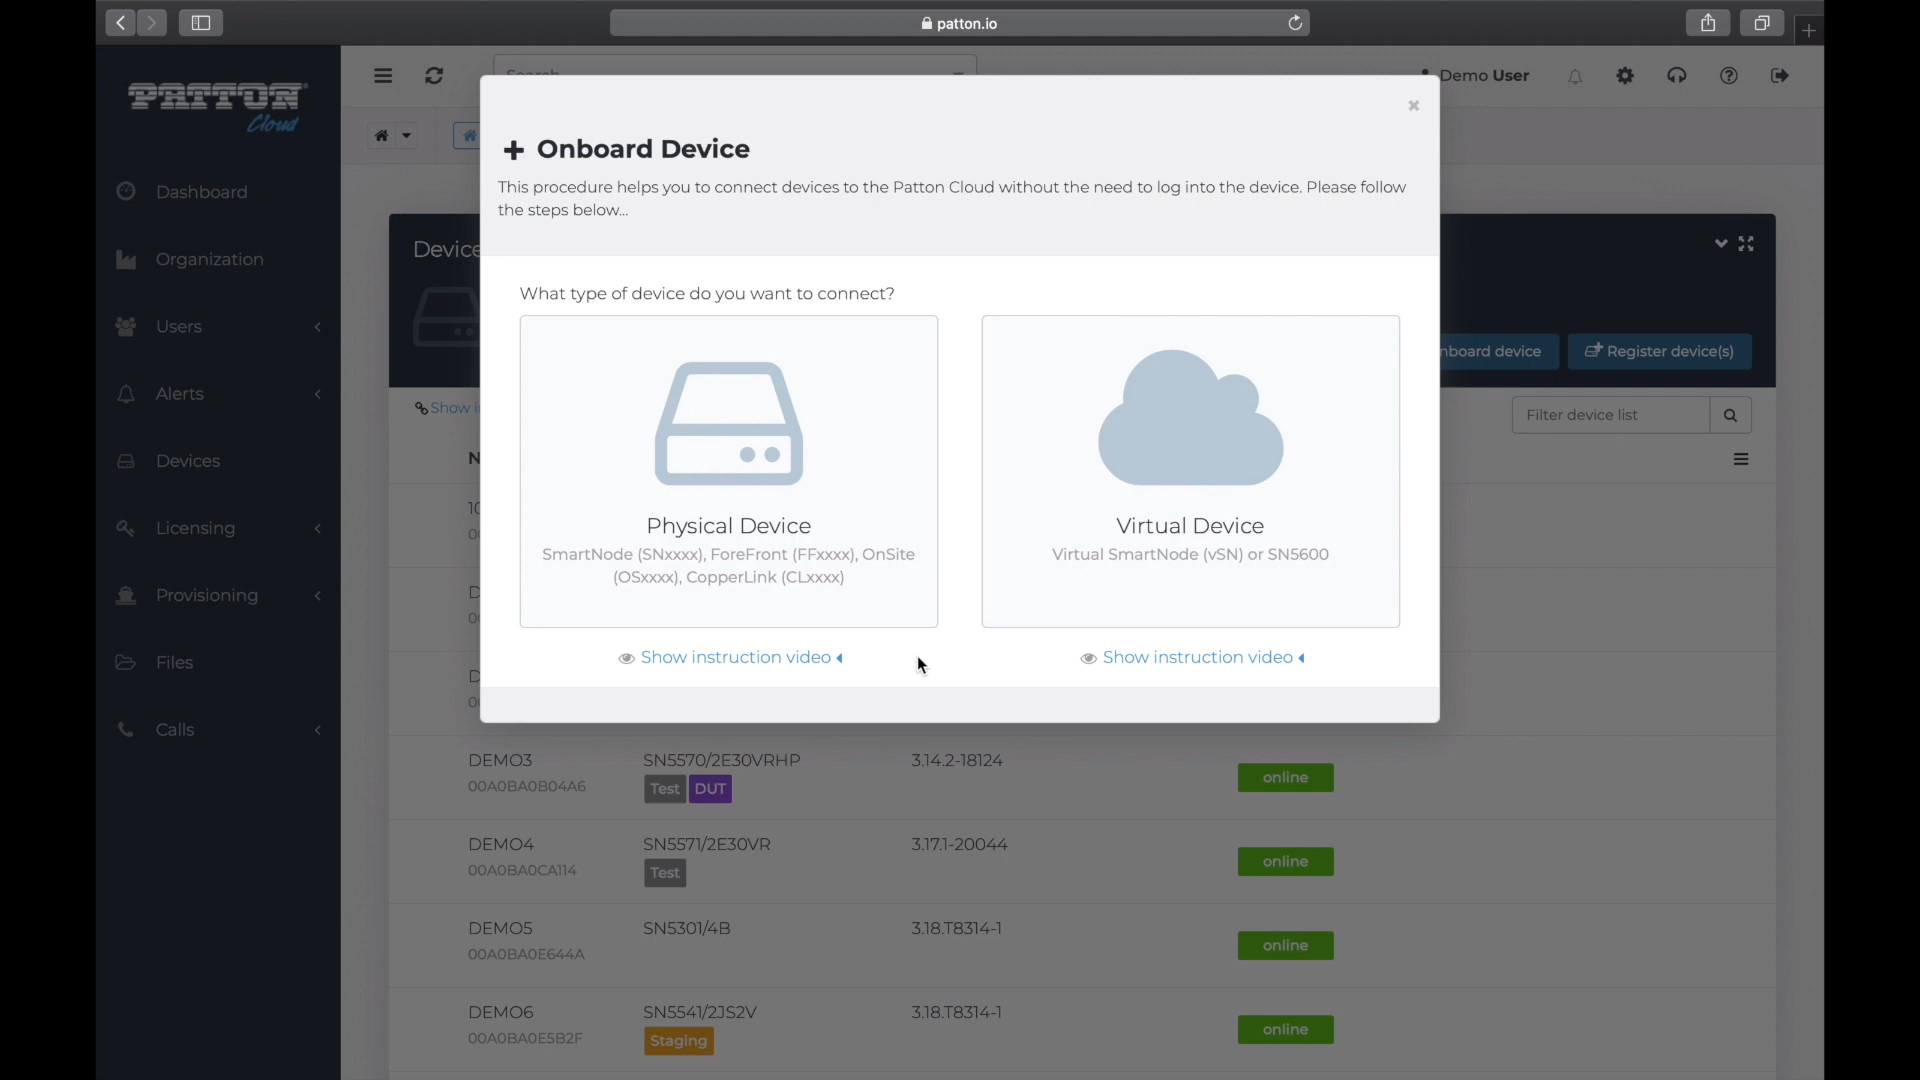 patton.io
PATTON
Cloud
Demo User
Dashboard
Organization
Users
Alerts
Devices
Licensing
Provisioning
Files
Calls
Onboard Device
This procedure helps you to connect devices to the Patton Cloud without the need to log into the device. Please follow
the steps below...
What type of device do you want to connect?
Physical Device
SmartNode (SNxxxx), ForeFront (FFxxxx), OnSite
(OSxxxx), CopperLink (CLxxxx)
Show instruction video
Virtual Device
Virtual SmartNode (vSN) or SN5600
Show instruction video
Device
nboard device
Register device(s)
Show i
Filter device list
DEMO3 SN5570/2E30VRHP 3.14.2-18124 online
00A0BA0B04A6 Test DUT
DEMO4 SN5571/2E30VR 3.17.1-20044 online
00A0BA0CA114 Test
DEMO5 SN5301/4B 3.18.T8314-1 online
00A0BA0E644A
DEMO6 SN5541/2JS2V 3.18.T8314-1 online
00A0BA0E5B2F Staging